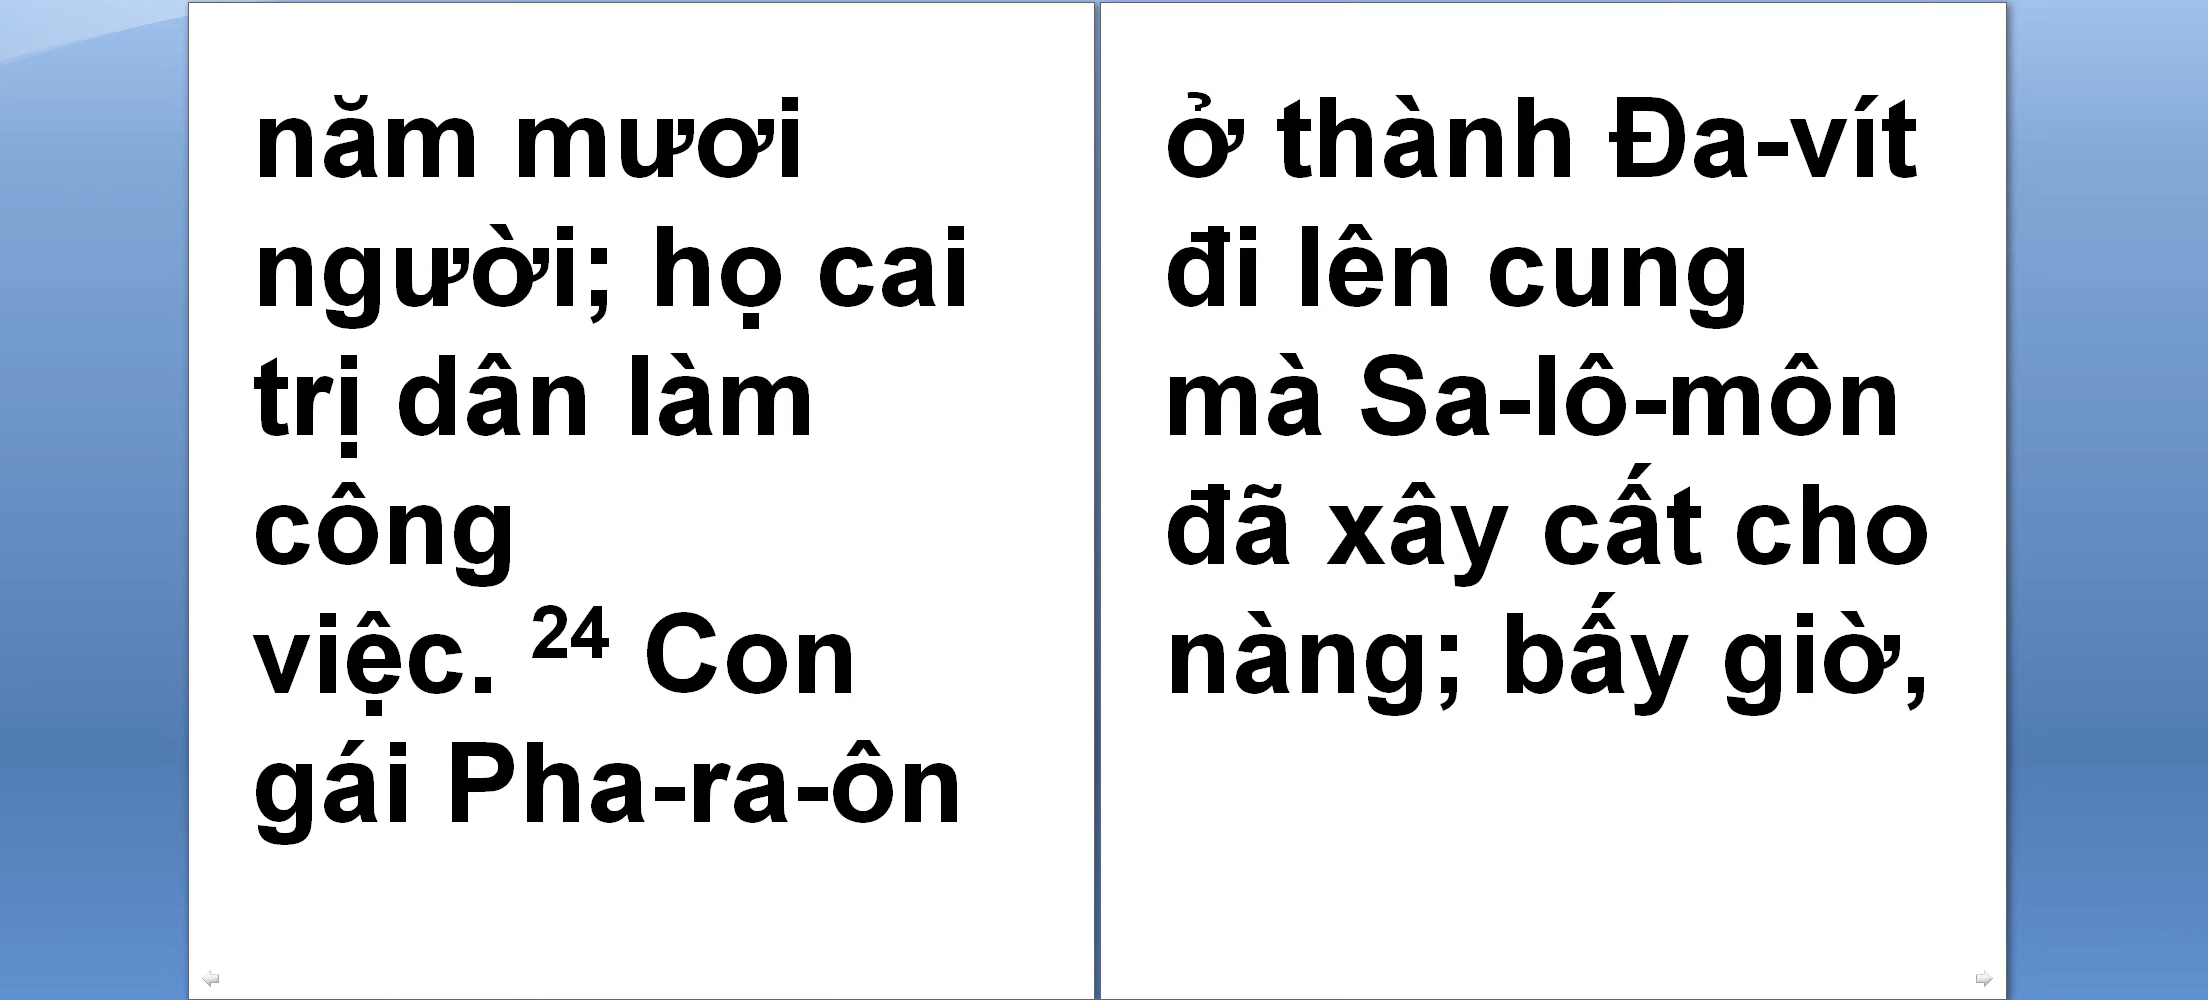 năm mươi
người; họ cai
trị dân làm
công
việc. ²⁴ Con
gái Pha-ra-ôn
ở thành Đa-vít
đi lên cung
mà Sa-lô-môn
đã xây cất cho
nàng; bấy giờ,